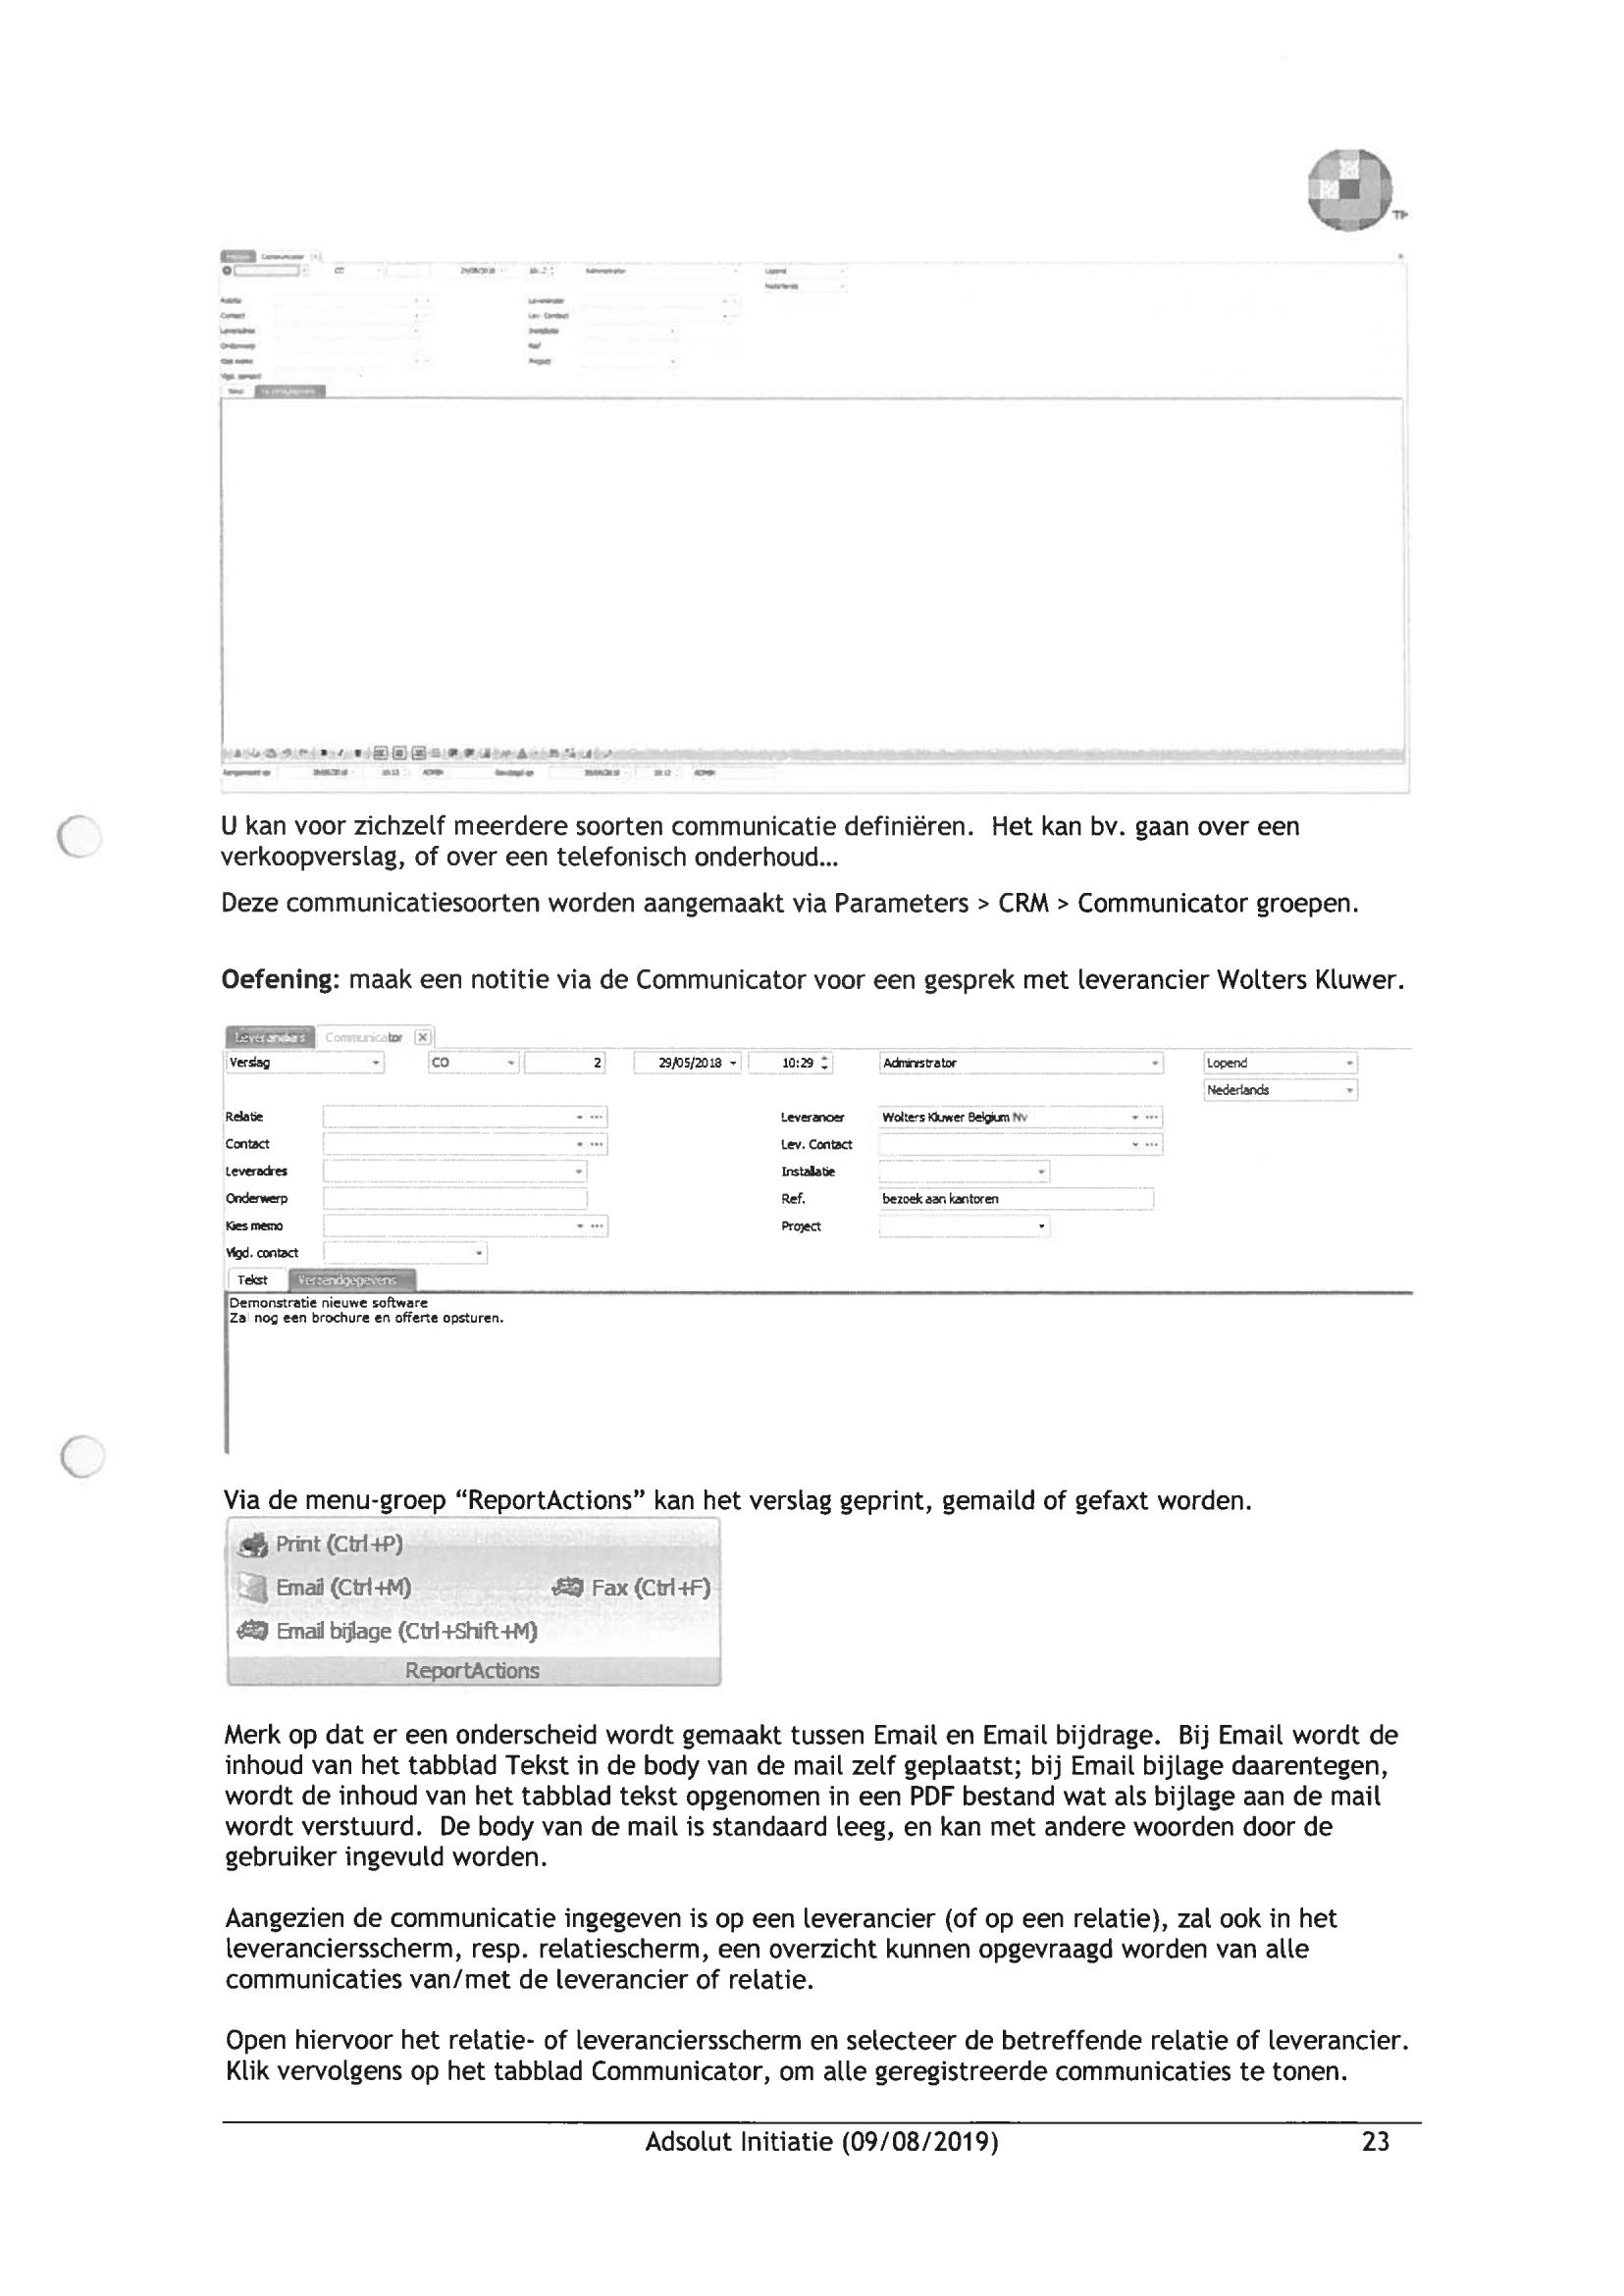 Communicator
CO
Administrator
Lopend
Nederlands
Relatie
Leverancier
Contact
Lev. Contact
Leveradres
Installatie
Onderwerp
Ref
Kies memo
Project
Vlgd. contact
Tekst
Aangemaakt op
ADMIN
Gewijzigd op
ADMIN
U kan voor zichzelf meerdere soorten communicatie definiëren. Het kan bv. gaan over een
verkoopverslag, of over een telefonisch onderhoud...
Deze communicatiesoorten worden aangemaakt via Parameters > CRM > Communicator groepen.
Oefening: maak een notitie via de Communicator voor een gesprek met leverancier Wolters Kluwer.
Leveranciers Communicator
Verslag CO 2 29/05/2018 10:29 Administrator Lopend
Nederlands
Relatie Leverancier Wolters Kluwer Belgium Nv
Contact Lev. Contact
Leveradres Installatie
Onderwerp Ref. bezoek aan kantoren
Kies memo Project
Vlgd. contact
Tekst Verzendgegevens
Demonstratie nieuwe software
Zal nog een brochure en offerte opsturen.
Via de menu-groep “ReportActions” kan het verslag geprint, gemaild of gefaxt worden.
Print (Ctrl+P)
Email (Ctrl+M) Fax (Ctrl+F)
Email bijlage (Ctrl+Shift+M)
ReportActions
Merk op dat er een onderscheid wordt gemaakt tussen Email en Email bijdrage. Bij Email wordt de
inhoud van het tabblad Tekst in de body van de mail zelf geplaatst; bij Email bijlage daarentegen,
wordt de inhoud van het tabblad tekst opgenomen in een PDF bestand wat als bijlage aan de mail
wordt verstuurd. De body van de mail is standaard leeg, en kan met andere woorden door de
gebruiker ingevuld worden.
Aangezien de communicatie ingegeven is op een leverancier (of op een relatie), zal ook in het
leveranciersscherm, resp. relatiescherm, een overzicht kunnen opgevraagd worden van alle
communicaties van/met de leverancier of relatie.
Open hiervoor het relatie- of leveranciersscherm en selecteer de betreffende relatie of leverancier.
Klik vervolgens op het tabblad Communicator, om alle geregistreerde communicaties te tonen.
Adsolut Initiatie (09/08/2019) 23